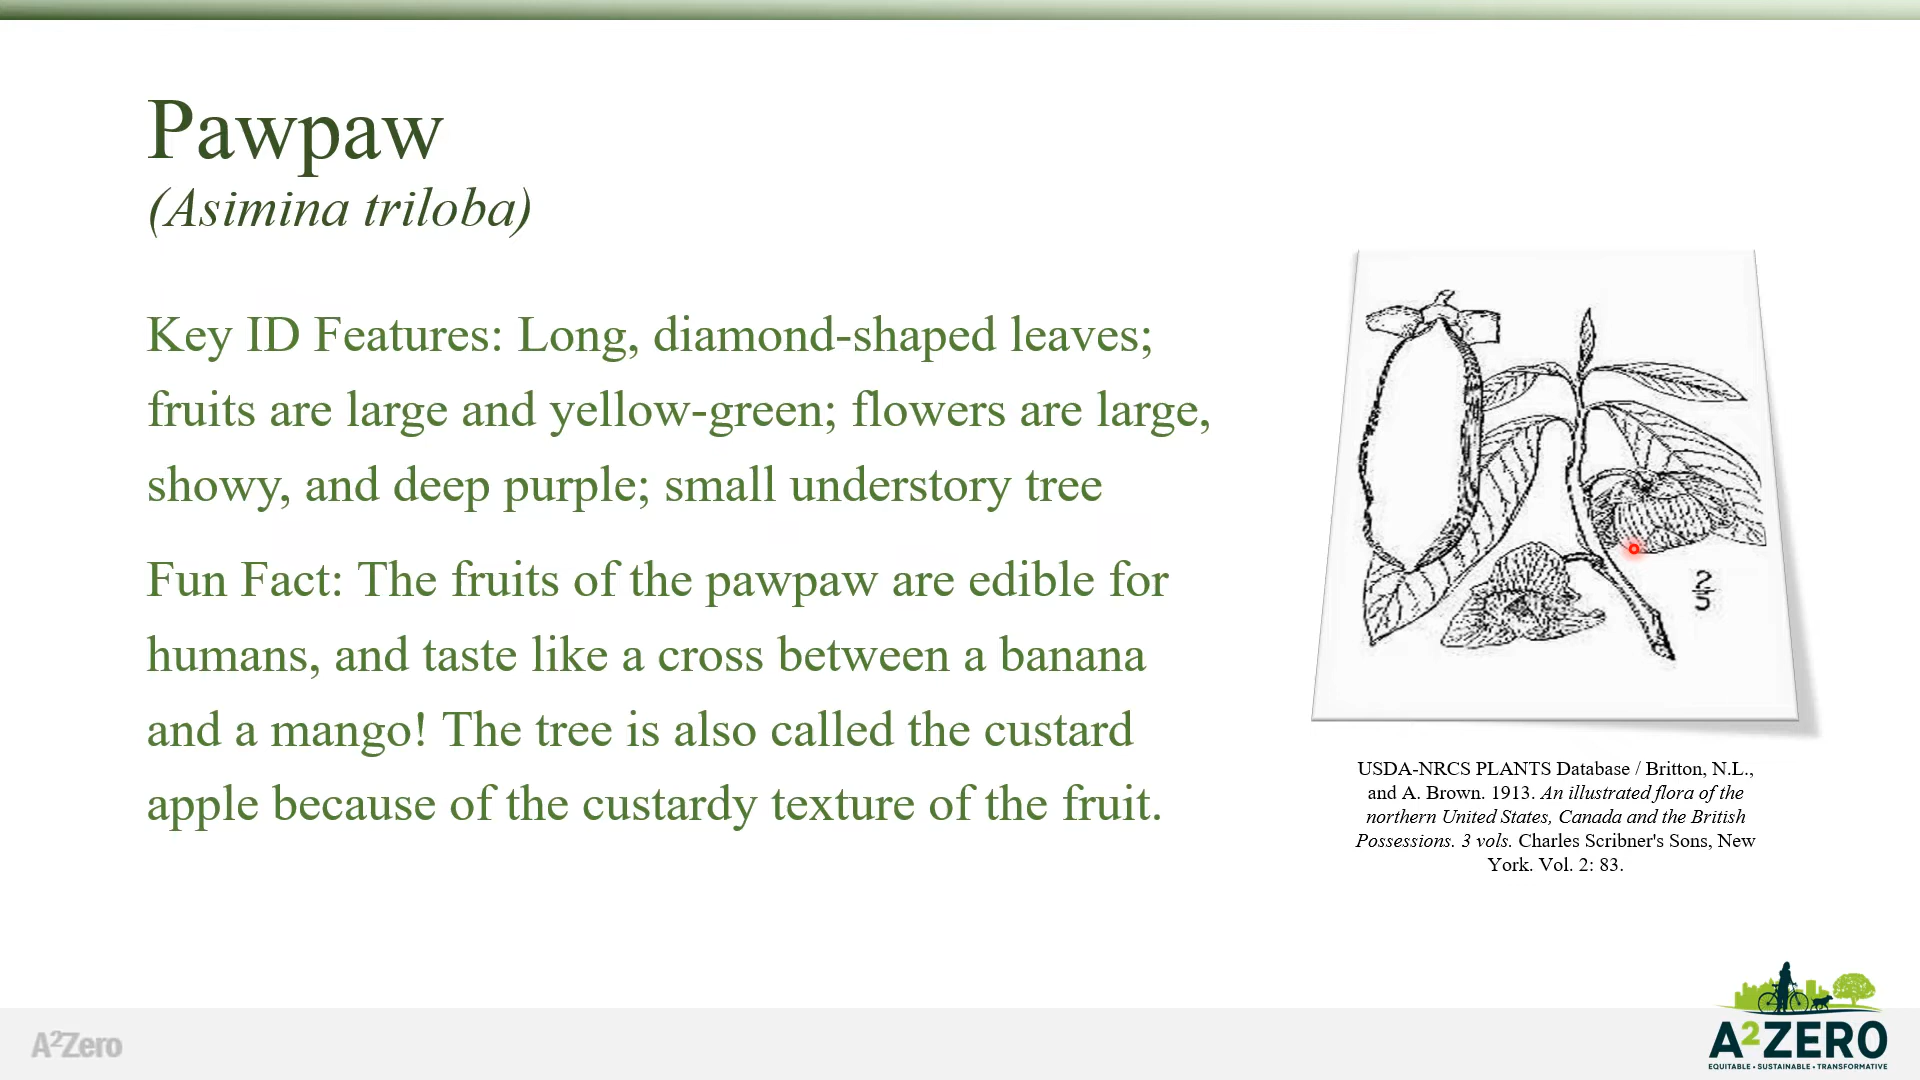 Pawpaw
(Asimina triloba)
Key ID Features: Long, diamond-shaped leaves;
fruits are large and yellow-green; flowers are large,
showy, and deep purple; small understory tree
Fun Fact: The fruits of the pawpaw are edible for
humans, and taste like a cross between a banana
and a mango! The tree is also called the custard
apple because of the custardy texture of the fruit.
2/5
USDA-NRCS PLANTS Database / Britton, N.L.,
and A. Brown. 1913. An illustrated flora of the
northern United States, Canada and the British
Possessions. 3 vols. Charles Scribner's Sons, New
York. Vol. 2: 83.
A²Zero
A²ZERO
EQUITABLE • SUSTAINABLE • TRANSFORMATIVE